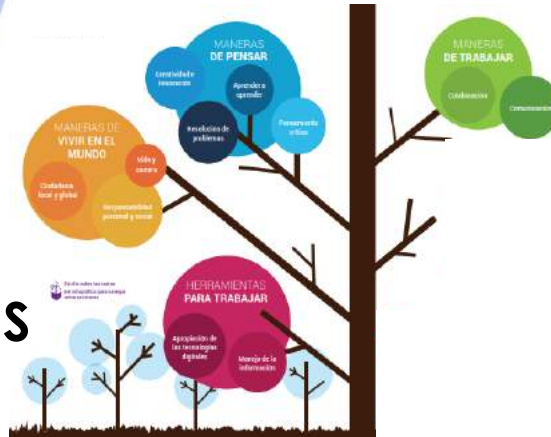 MANERAS
DE PENSAR
Creatividad e
innovación
Aprender a
aprender
Resolución de
problemas
Pensamiento
crítico
MANERAS
DE TRABAJAR
Colaboración
Comunicación
MANERAS DE
VIVIR EN EL
MUNDO
Vida y
carrera
Ciudadanía
local y global
Responsabilidad
personal y social
HERRAMIENTAS
PARA TRABAJAR
Apropiación de
las tecnologías
digitales
Manejo de la
información
S